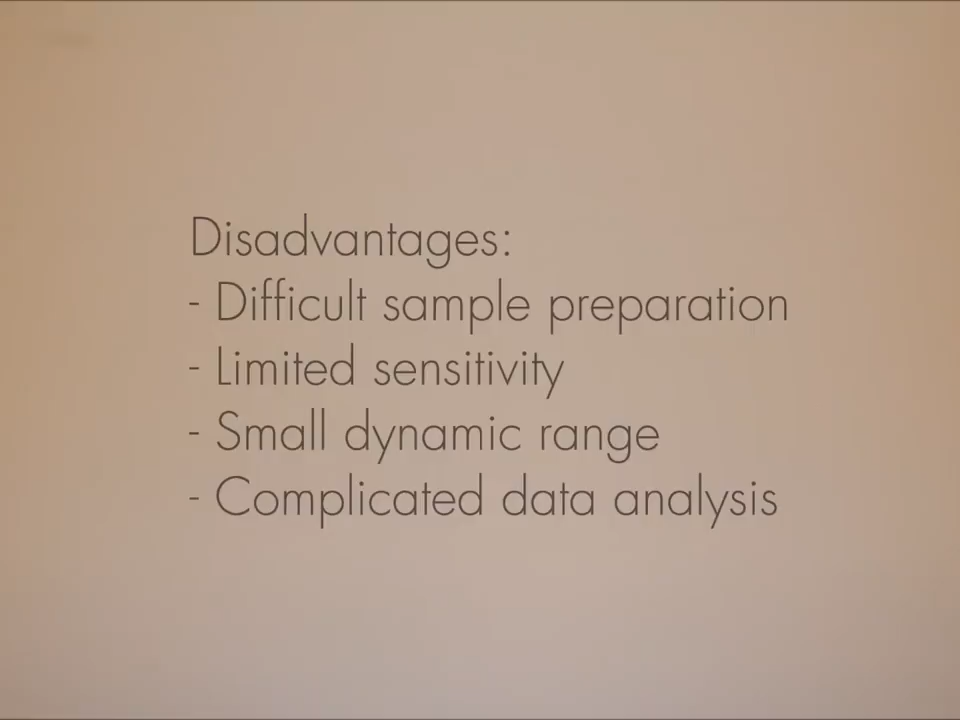 Disadvantages:
- Difficult sample preparation
- Limited sensitivity
- Small dynamic range
- Complicated data analysis